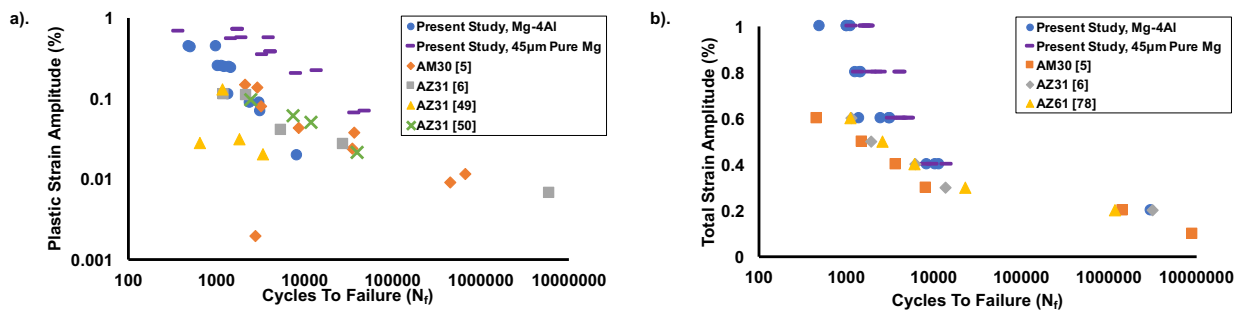 a).
Plastic Strain Amplitude (%)
1
0.1
0.01
0.001
100
1000
10000
100000
1000000
10000000
Cycles To Failure (Nf)
Present Study, Mg-4Al
Present Study, 45μm Pure Mg
AM30 [5]
AZ31 [6]
AZ31 [49]
AZ31 [50]
b).
Total Strain Amplitude (%)
1
0.8
0.6
0.4
0.2
0
100
1000
10000
100000
1000000
10000000
Cycles To Failure (Nf)
Present Study, Mg-4Al
Present Study, 45μm Pure Mg
AM30 [5]
AZ31 [6]
AZ61 [78]